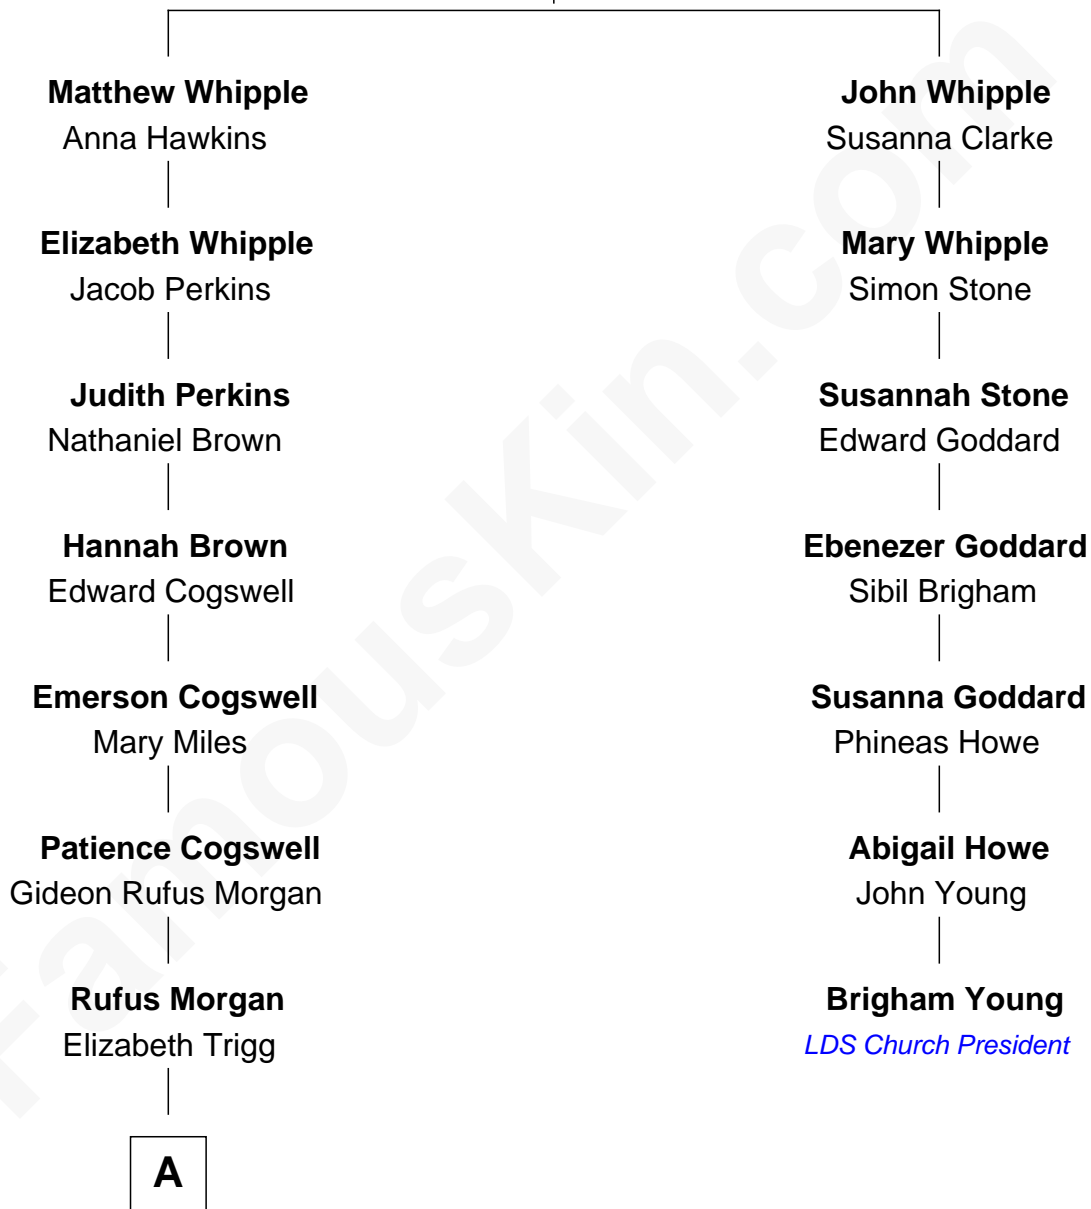 Matthew Whipple
Anna Hawkins
John Whipple
Susanna Clarke
Elizabeth Whipple
Jacob Perkins
Mary Whipple
Simon Stone
Judith Perkins
Nathaniel Brown
Susannah Stone
Edward Goddard
Hannah Brown
Edward Cogswell
Ebenezer Goddard
Sibil Brigham
Emerson Cogswell
Mary Miles
Susanna Goddard
Phineas Howe
Patience Cogswell
Gideon Rufus Morgan
Abigail Howe
John Young
Rufus Morgan
Elizabeth Trigg
Brigham Young
LDS Church President
A
FamousKin.com